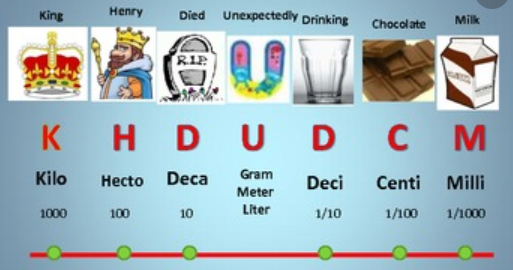 King Henry Died Unexpectedly Drinking Chocolate Milk
R.I.P.
K H D U D C M
Kilo Hecto Deca Gram Deci Centi Milli
Meter
Liter
1000 100 10 1/10 1/100 1/1000